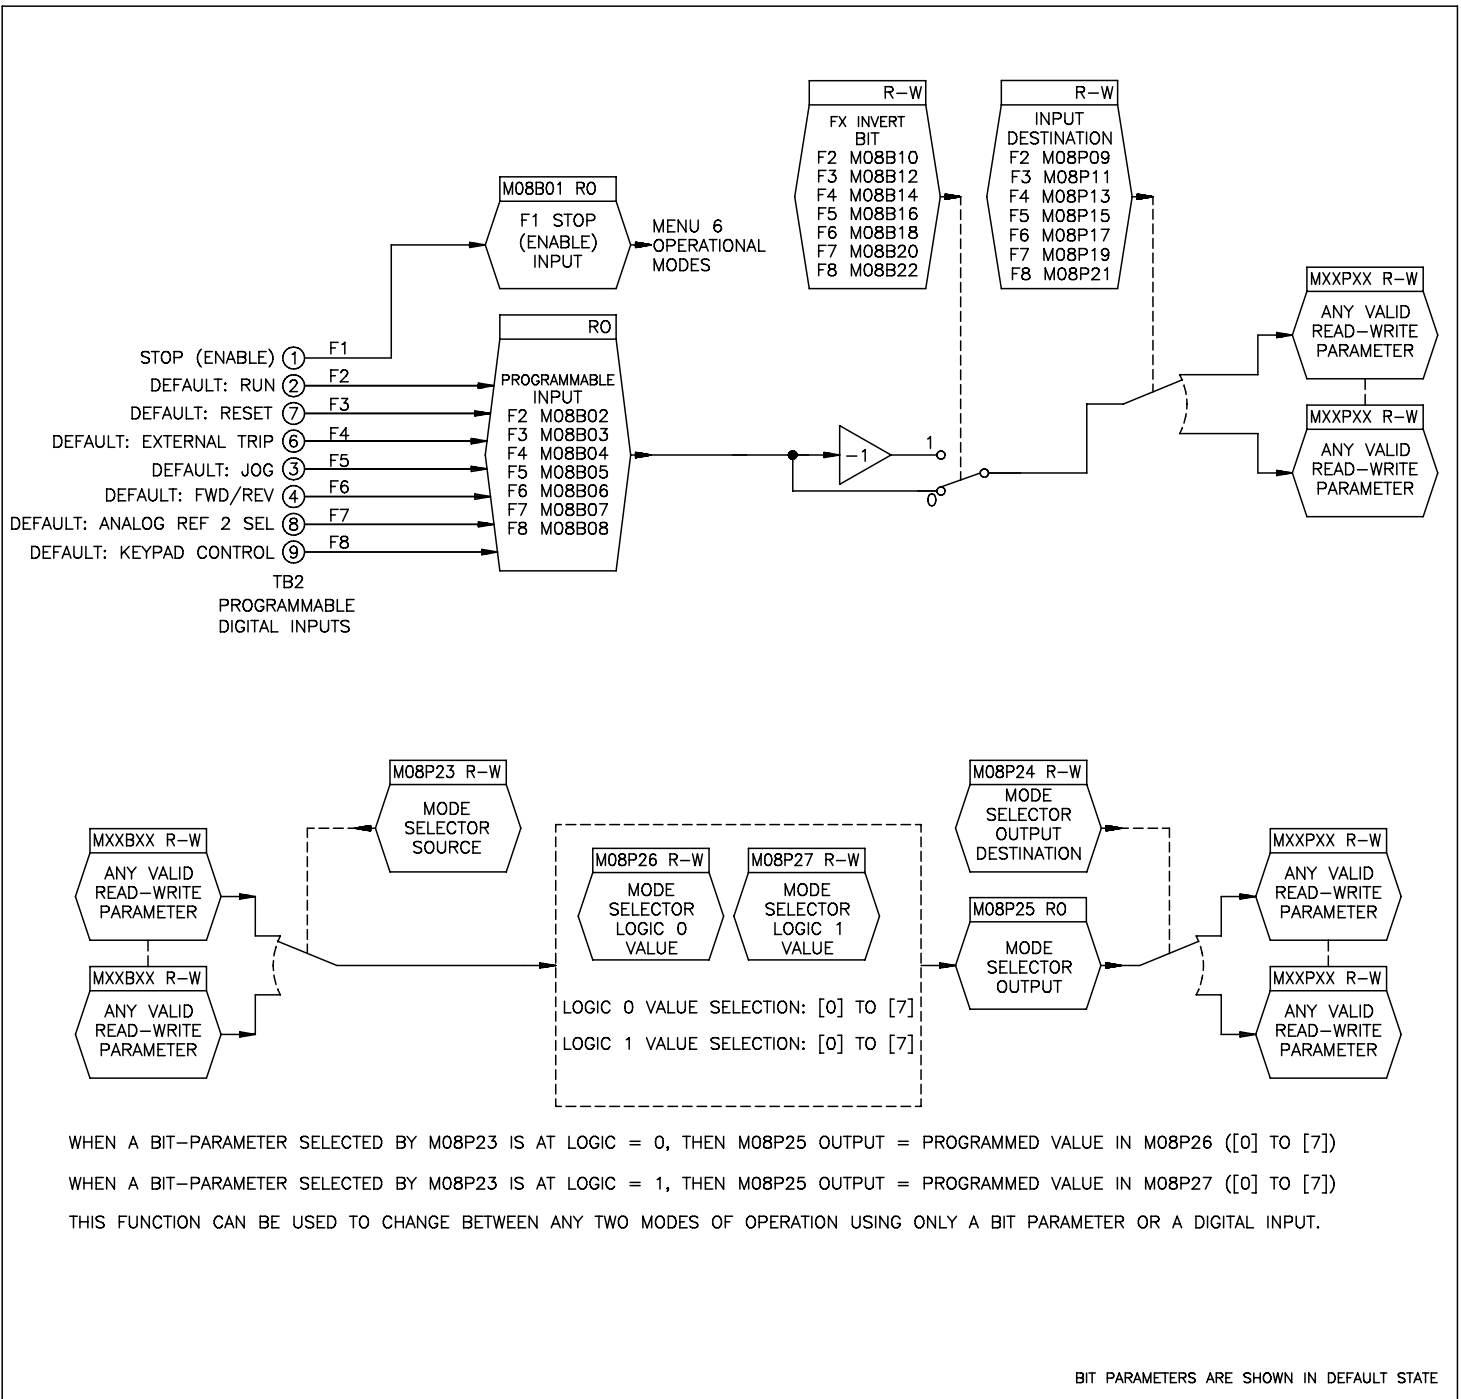 R-W
FX INVERT
BIT
F2 M08B10
F3 M08B12
F4 M08B14
F5 M08B16
F6 M08B18
F7 M08B20
F8 M08B22
R-W
INPUT
DESTINATION
F2 M08P09
F3 M08P11
F4 M08P13
F5 M08P15
F6 M08P17
F7 M08P19
F8 M08P21
M08B01 RO
F1 STOP
(ENABLE)
INPUT
MENU 6
OPERATIONAL
MODES
MXXPXX R-W
ANY VALID
READ-WRITE
PARAMETER
MXXPXX R-W
ANY VALID
READ-WRITE
PARAMETER
STOP (ENABLE) 1 F1
DEFAULT: RUN 2 F2
DEFAULT: RESET 7 F3
DEFAULT: EXTERNAL TRIP 6 F4
DEFAULT: JOG 3 F5
DEFAULT: FWD/REV 4 F6
DEFAULT: ANALOG REF 2 SEL 8 F7
DEFAULT: KEYPAD CONTROL 9 F8
TB2
PROGRAMMABLE
DIGITAL INPUTS
RO
PROGRAMMABLE
INPUT
F2 M08B02
F3 M08B03
F4 M08B04
F5 M08B05
F6 M08B06
F7 M08B07
F8 M08B08
-1
1
0
M08P23 R-W
MODE
SELECTOR
SOURCE
MXXBXX R-W
ANY VALID
READ-WRITE
PARAMETER
MXXBXX R-W
ANY VALID
READ-WRITE
PARAMETER
M08P26 R-W
MODE
SELECTOR
LOGIC 0
VALUE
M08P27 R-W
MODE
SELECTOR
LOGIC 1
VALUE
LOGIC 0 VALUE SELECTION: [0] TO [7]
LOGIC 1 VALUE SELECTION: [0] TO [7]
M08P24 R-W
MODE
SELECTOR
OUTPUT
DESTINATION
M08P25 RO
MODE
SELECTOR
OUTPUT
MXXPXX R-W
ANY VALID
READ-WRITE
PARAMETER
MXXPXX R-W
ANY VALID
READ-WRITE
PARAMETER
WHEN A BIT-PARAMETER SELECTED BY M08P23 IS AT LOGIC = 0, THEN M08P25 OUTPUT = PROGRAMMED VALUE IN M08P26 ([0] TO [7])
WHEN A BIT-PARAMETER SELECTED BY M08P23 IS AT LOGIC = 1, THEN M08P25 OUTPUT = PROGRAMMED VALUE IN M08P27 ([0] TO [7])
THIS FUNCTION CAN BE USED TO CHANGE BETWEEN ANY TWO MODES OF OPERATION USING ONLY A BIT PARAMETER OR A DIGITAL INPUT.
BIT PARAMETERS ARE SHOWN IN DEFAULT STATE